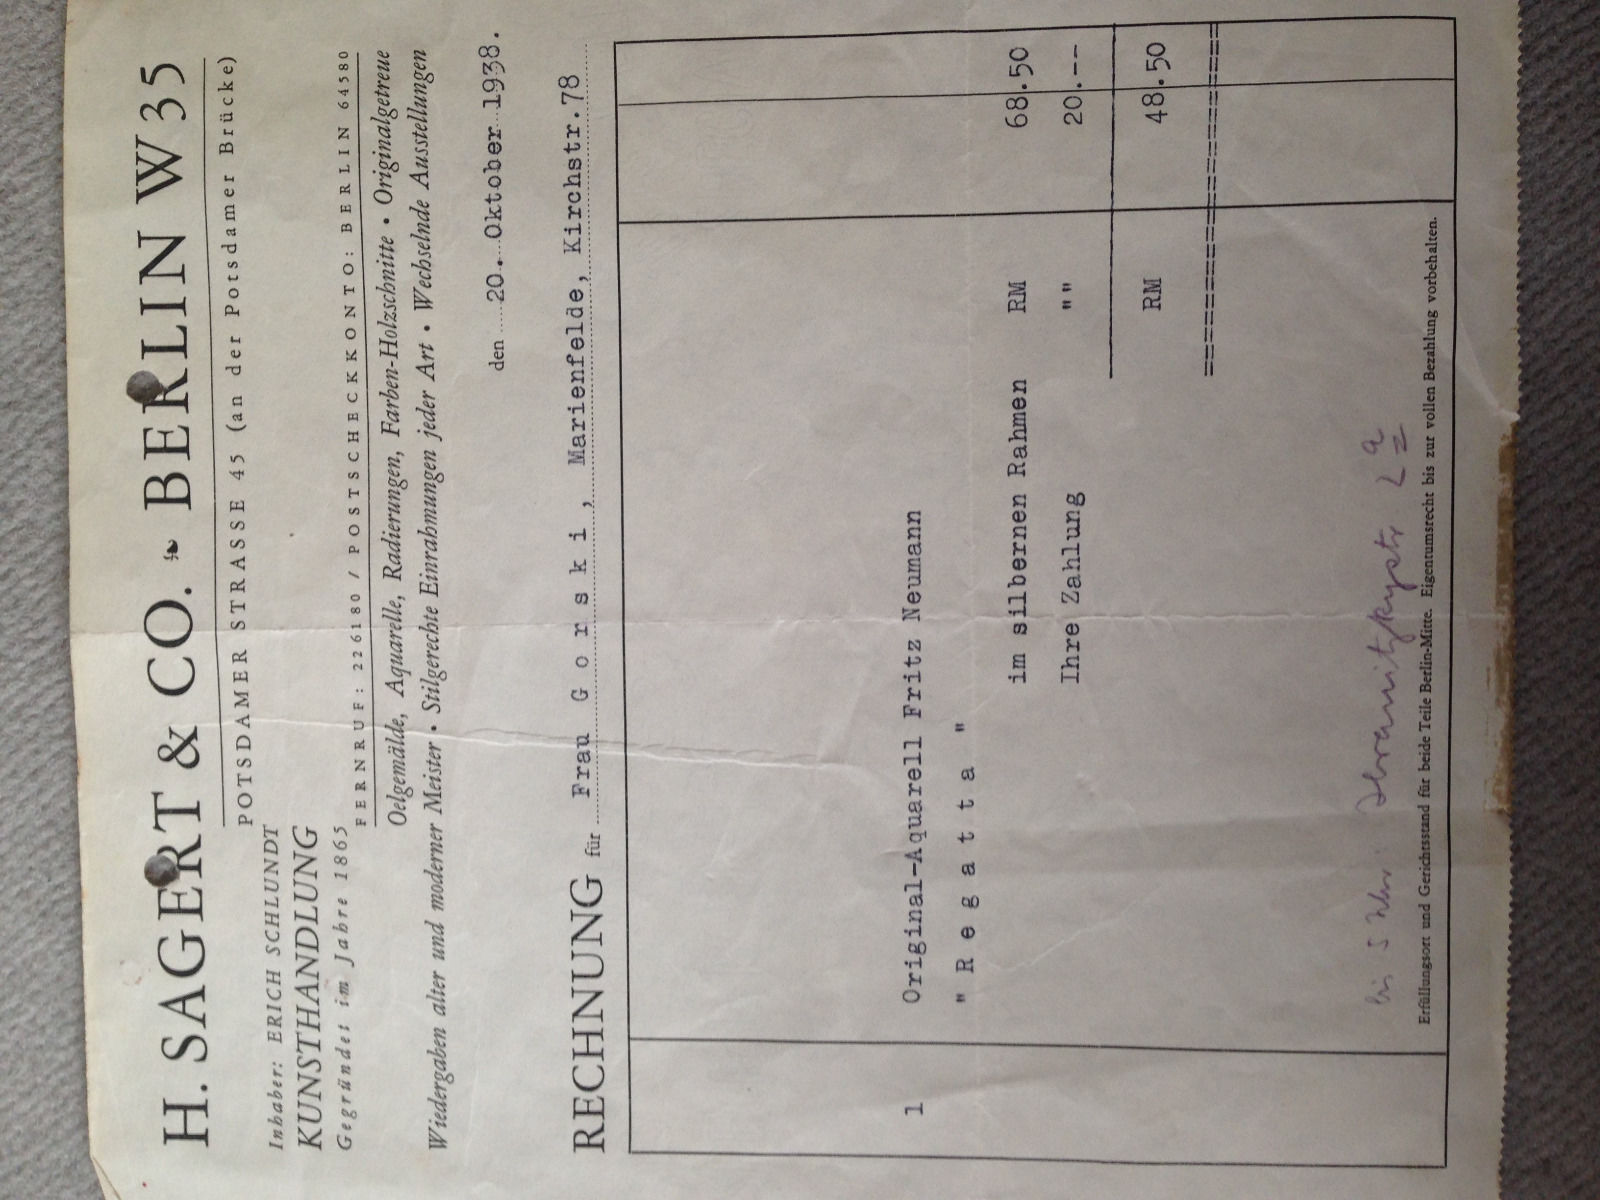 H. SAGERT & CO. ❧ BERLIN W 35
POTSDAMER STRASSE 45 (an der Potsdamer Brücke)
Inhaber: ERICH SCHLUNDT
KUNSTHANDLUNG
Gegründet im Jahre 1865
FERNRUF: 226180 / POSTSCHECKKONTO: BERLIN 64580
Oelgemälde, Aquarelle, Radierungen, Farben-Holzschnitte • Originalgetreue
Wiedergaben alter und moderner Meister • Stilgerechte Einrahmungen jeder Art • Wechselnde Ausstellungen
den 20. Oktober 1938.
RECHNUNG für Frau Gorski, Marienfelde, Kirchstr.78
1 Original-Aquarell Fritz Neumann
"Regatta"
im silbernen Rahmen RM 68.50
Ihre Zahlung "" 20.--
RM 48.50
bis 5 Uhr:
Erfüllungsort und Gerichtsstand für beide Teile Berlin-Mitte. Eigentumsrecht bis zur vollen Bezahlung vorbehalten.